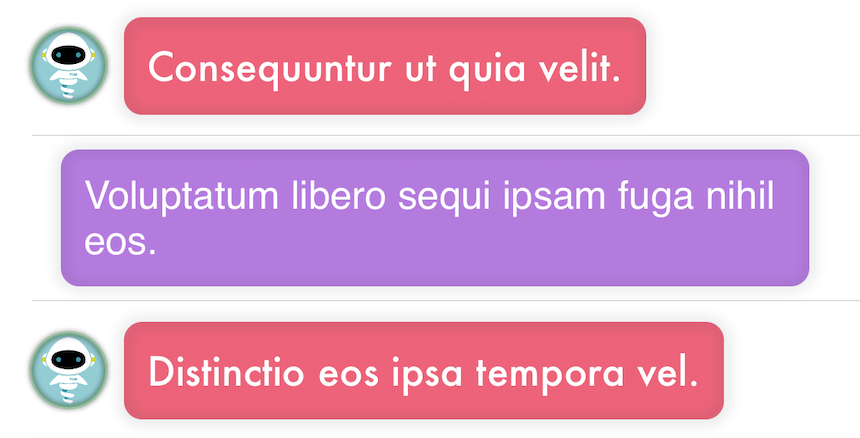 Consequuntur ut quia velit.
Voluptatum libero sequi ipsam fuga nihil
eos.
Distinctio eos ipsa tempora vel.